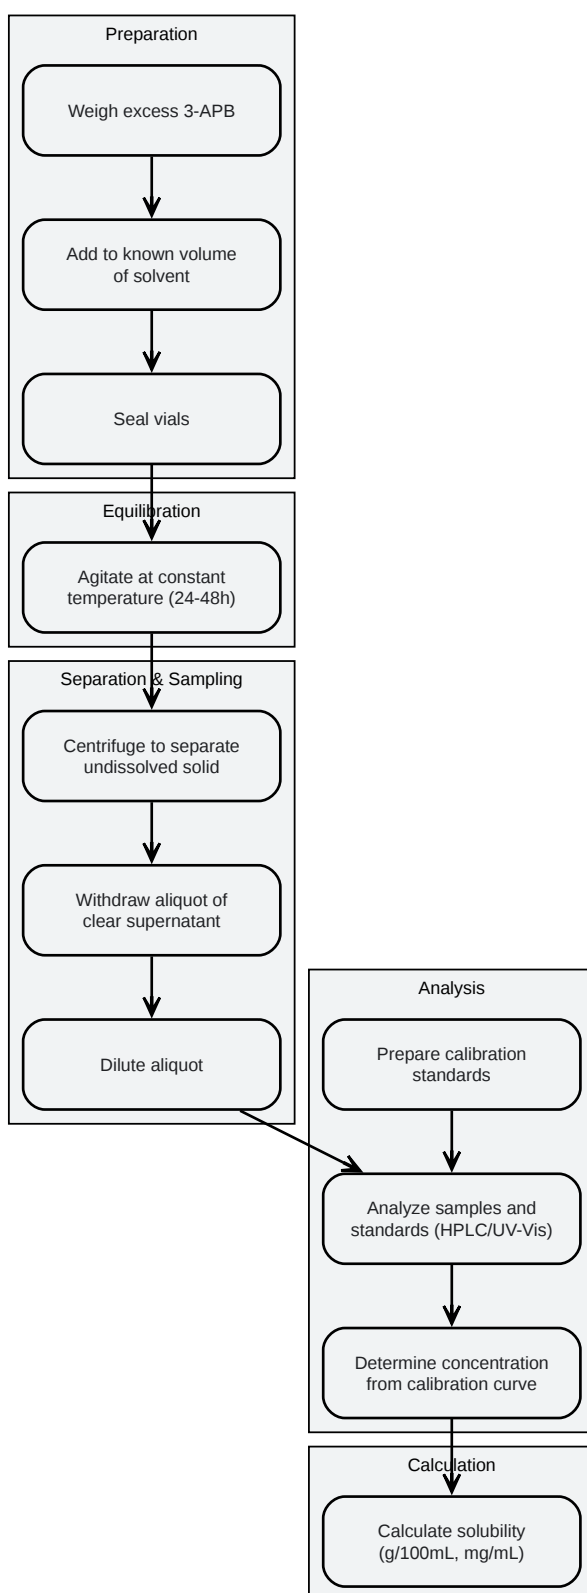 Preparation
Weigh excess 3-APB
Add to known volume
of solvent
Seal vials
Equilibration
Agitate at constant
temperature (24-48h)
Separation & Sampling
Centrifuge to separate
undissolved solid
Withdraw aliquot of
clear supernatant
Dilute aliquot
Analysis
Prepare calibration
standards
Analyze samples and
standards (HPLC/UV-Vis)
Determine concentration
from calibration curve
Calculation
Calculate solubility
(g/100mL, mg/mL)